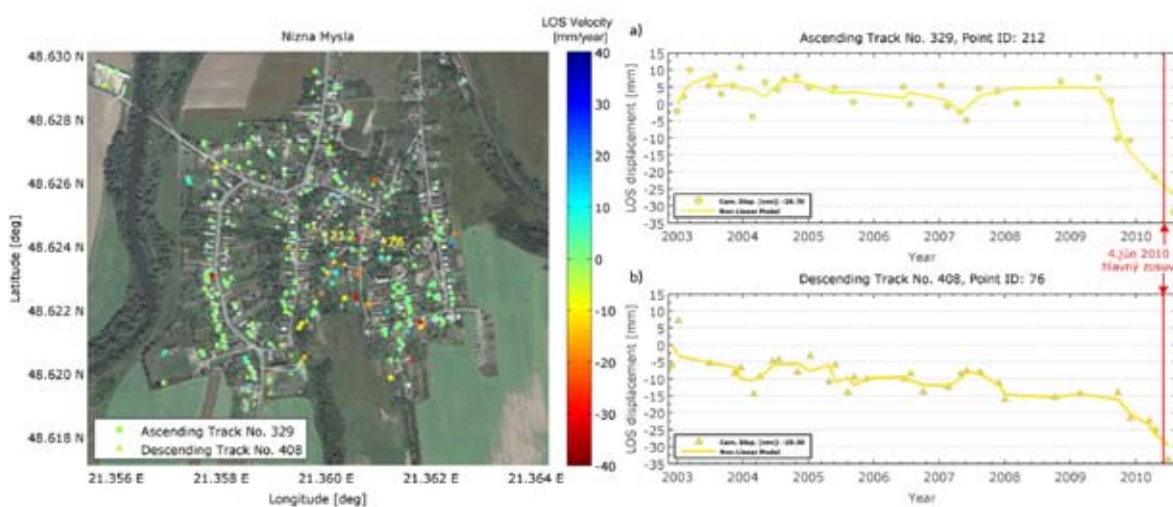 Nizna Mysla
LOS Velocity
[mm/year]
48.630 N
48.628 N
48.626 N
48.624 N
48.622 N
48.620 N
48.618 N
Latitude [deg]
212
76
Ascending Track No. 329
Descending Track No. 408
21.356 E
21.358 E
21.360 E
21.362 E
21.364 E
Longitude [deg]
40
30
20
10
0
-10
-20
-30
-40
a)
Ascending Track No. 329, Point ID: 212
LOS displacement [mm]
15
10
5
0
-5
-10
-15
-20
-25
-30
-35
Non-Linear Model
2003 2004 2005 2006 2007 2008 2009 2010
Year
4.jún 2010
hlavný zosuv
b)
Descending Track No. 408, Point ID: 76
LOS displacement [mm]
15
10
5
0
-5
-10
-15
-20
-25
-30
-35
Non-Linear Model
2003 2004 2005 2006 2007 2008 2009 2010
Year